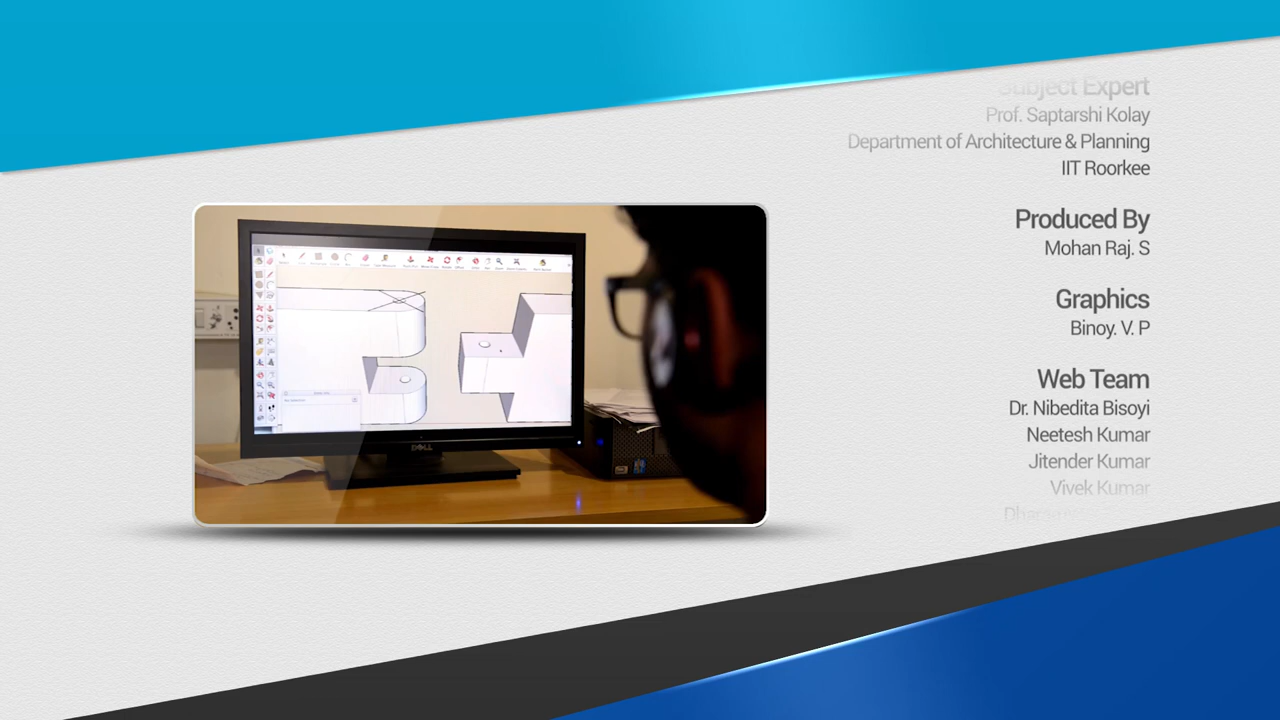 Subject Expert
Prof. Saptarshi Kolay
Department of Architecture & Planning
IIT Roorkee
Produced By
Mohan Raj. S
Graphics
Binoy. V. P
Web Team
Dr. Nibedita Bisoyi
Neetesh Kumar
Jitender Kumar
Vivek Kumar
DELL